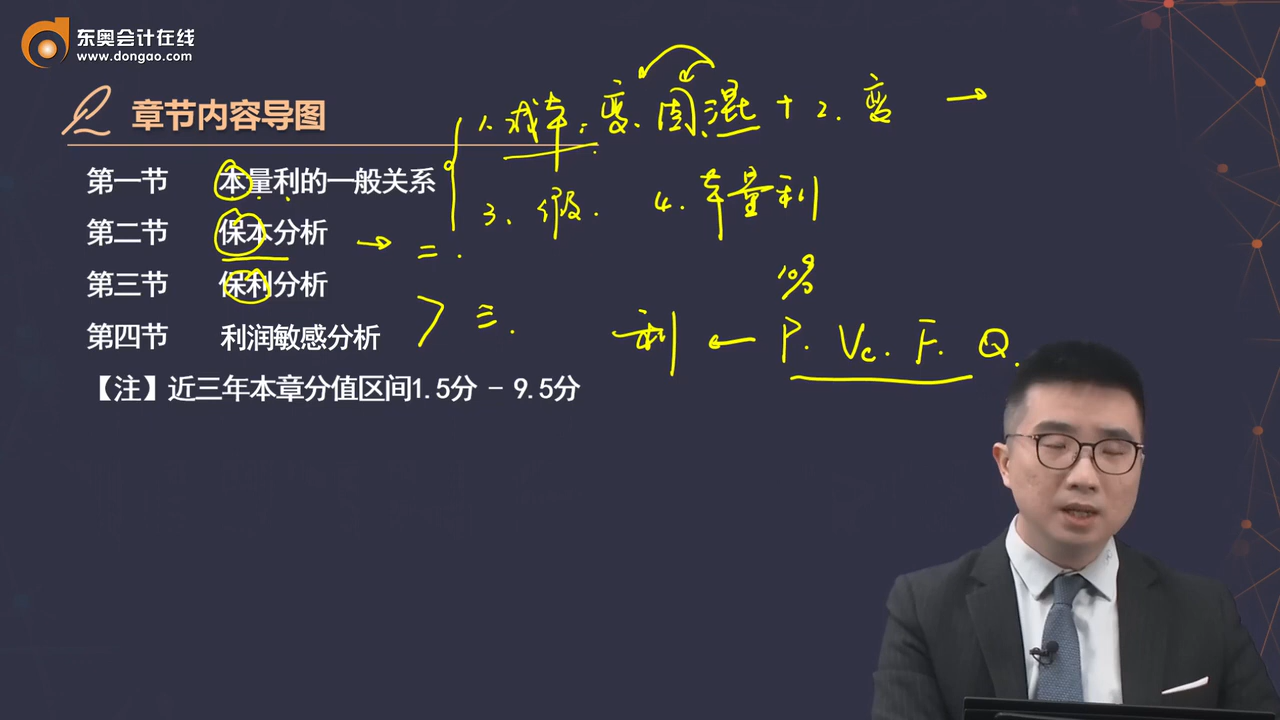 东奥会计在线
www.dongao.com
章节内容导图
1. 成本：变、固、混 + 2. 变 →
第一节 本量利的一般关系
3、假. 4. 本量利
第二节 保本分析 → 二.
第三节 保利分析
10%
三.
利 ← P. Vc. F. Q.
第四节 利润敏感分析
【注】近三年本章分值区间1.5分 - 9.5分